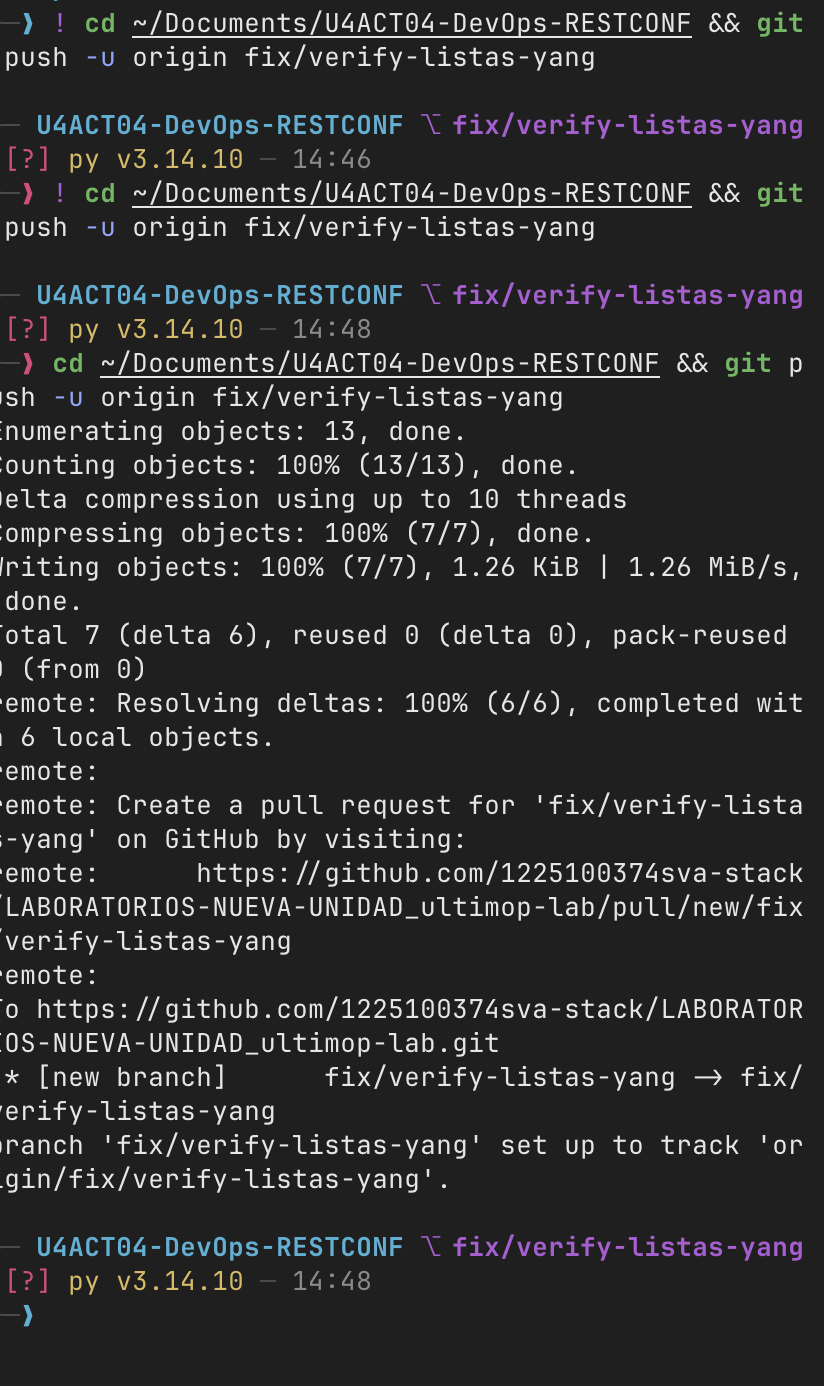 ❯ ! cd ~/Documents/U4ACT04-DevOps-RESTCONF && git
push -u origin fix/verify-listas-yang
— U4ACT04-DevOps-RESTCONF ⌥ fix/verify-listas-yang
[?] py v3.14.10 — 14:46
❯ ! cd ~/Documents/U4ACT04-DevOps-RESTCONF && git
push -u origin fix/verify-listas-yang
— U4ACT04-DevOps-RESTCONF ⌥ fix/verify-listas-yang
[?] py v3.14.10 — 14:48
❯ cd ~/Documents/U4ACT04-DevOps-RESTCONF && git p
ush -u origin fix/verify-listas-yang
Enumerating objects: 13, done.
Counting objects: 100% (13/13), done.
Delta compression using up to 10 threads
Compressing objects: 100% (7/7), done.
Writing objects: 100% (7/7), 1.26 KiB | 1.26 MiB/s,
done.
Total 7 (delta 6), reused 0 (delta 0), pack-reused
0 (from 0)
remote: Resolving deltas: 100% (6/6), completed wit
h 6 local objects.
remote:
remote: Create a pull request for 'fix/verify-lista
s-yang' on GitHub by visiting:
remote:      https://github.com/1225100374sva-stack
/LABORATORIOS-NUEVA-UNIDAD_ultimop-lab/pull/new/fix
/verify-listas-yang
remote:
To https://github.com/1225100374sva-stack/LABORATOR
IOS-NUEVA-UNIDAD_ultimop-lab.git
* [new branch]      fix/verify-listas-yang -> fix/
verify-listas-yang
branch 'fix/verify-listas-yang' set up to track 'or
igin/fix/verify-listas-yang'.
— U4ACT04-DevOps-RESTCONF ⌥ fix/verify-listas-yang
[?] py v3.14.10 — 14:48
❯